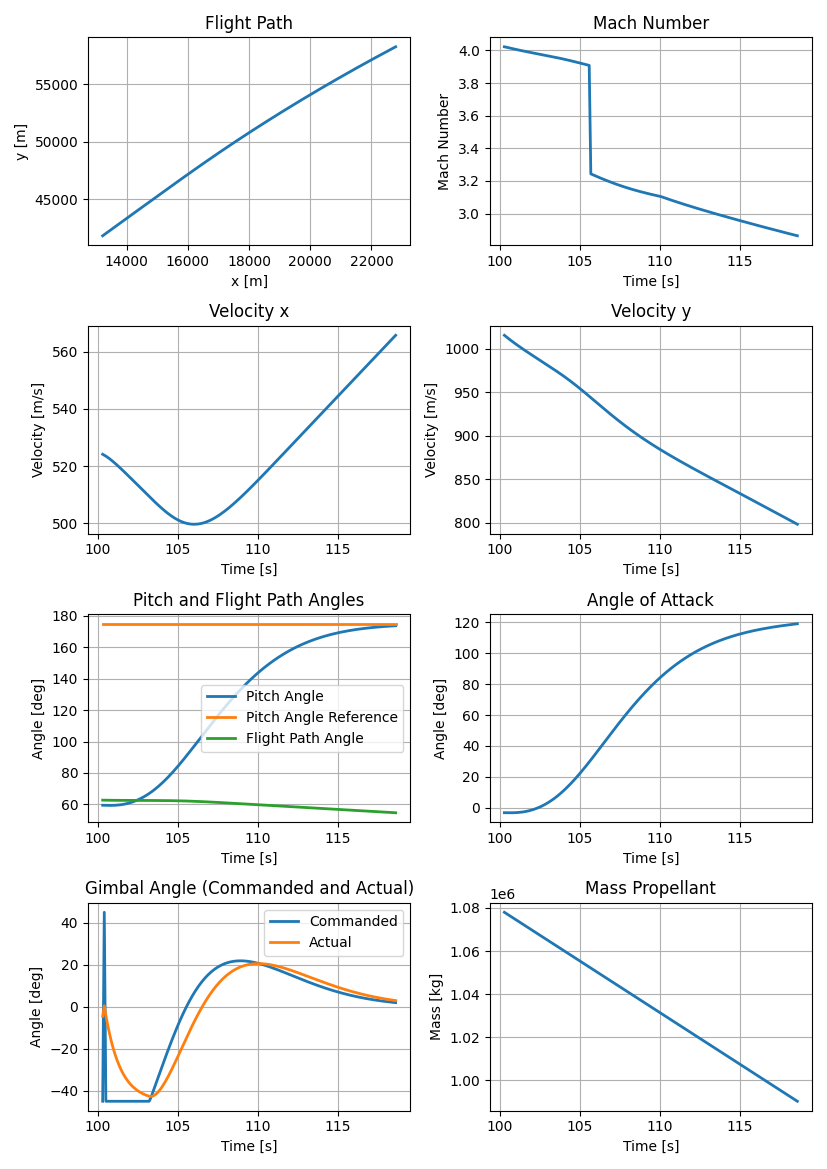 Flight Path
y [m]
55000
50000
45000
14000 16000 18000 20000 22000
x [m]
Mach Number
Mach Number
4.0
3.8
3.6
3.4
3.2
3.0
100 105 110 115
Time [s]
Velocity x
Velocity [m/s]
560
540
520
500
100 105 110 115
Time [s]
Velocity y
Velocity [m/s]
1000
950
900
850
800
100 105 110 115
Time [s]
Pitch and Flight Path Angles
Angle [deg]
180
160
140
120
100
80
60
Pitch Angle
Pitch Angle Reference
Flight Path Angle
100 105 110 115
Time [s]
Angle of Attack
Angle [deg]
120
100
80
60
40
20
0
100 105 110 115
Time [s]
Gimbal Angle (Commanded and Actual)
Angle [deg]
40
20
0
−20
−40
Commanded
Actual
100 105 110 115
Time [s]
Mass Propellant
1e6
Mass [kg]
1.08
1.06
1.04
1.02
1.00
100 105 110 115
Time [s]